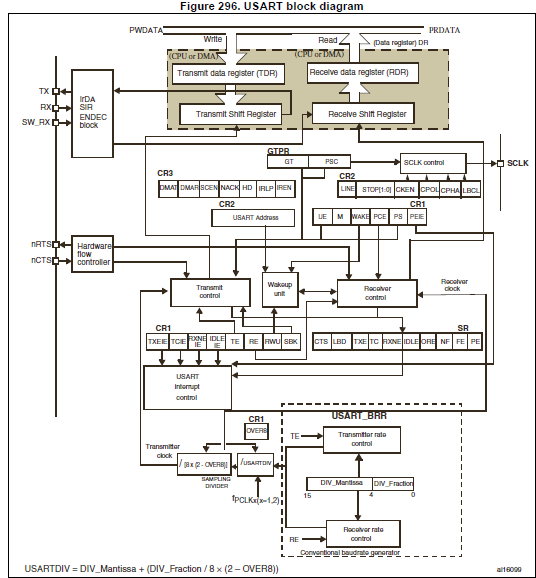 Figure 296. USART block diagram
PWDATA
PRDATA
Write
Read
(Data register) DR
(CPU or DMA)
(CPU or DMA)
Transmit data register (TDR)
Receive data register (RDR)
TX
RX
SW_RX
IrDA
SIR
ENDEC
block
Transmit Shift Register
Receive Shift Register
GTPR
GT
PSC
SCLK control
SCLK
CR3
DMAT DMAR SCEN NACK HD IRLP IREN
CR2
LINE STOP[1:0] CKEN CPOL CPHA LBCL
CR2
USART Address
CR1
UE M WAKE PCE PS PEIE
nRTS
nCTS
Hardware
flow
controller
Transmit
control
Wakeup
unit
Receiver
control
Receiver
clock
CR1
TXEIE TCIE RXNE IE IDLE IE TE RE RWU SBK
SR
CTS LBD TXE TC RXNE IDLE ORE NF FE PE
USART
interrupt
control
CR1
OVER8
USART_BRR
TE
Transmitter rate
control
Transmitter
clock
/ [8 x (2 - OVER8)]
/USARTDIV
SAMPLING
DIVIDER
DIV_Mantissa
DIV_Fraction
15
4
0
fPCLKx(x=1,2)
Receiver rate
control
RE
Conventional baudrate generator
USARTDIV = DIV_Mantissa + (DIV_Fraction / 8 × (2 – OVER8))
ai16099